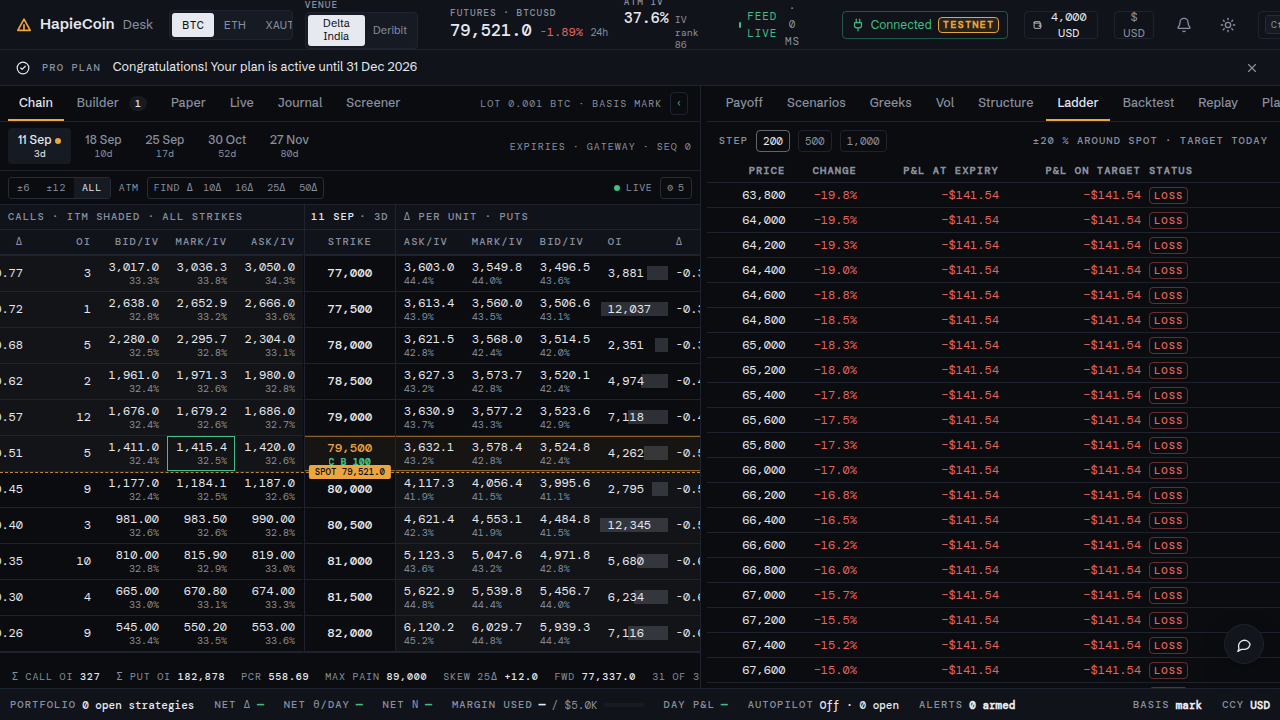 HapieCoin Desk
BTC ETH XAUT
VENUE
Delta India
Deribit
FUTURES · BTCUSD
79,521.0 -1.89% 24h
ATM IV
37.6% IV rank 86
FEED LIVE · 0 MS
Connected TESTNET
4,000 USD
$ USD
PRO PLAN Congratulations! Your plan is active until 31 Dec 2026
Chain Builder 1 Paper Live Journal Screener
LOT 0.001 BTC · BASIS MARK
11 Sep 3d
18 Sep 10d
25 Sep 17d
30 Oct 52d
27 Nov 80d
EXPIRIES · GATEWAY · SEQ 0
±6 ±12 ALL ATM FIND Δ 10Δ 16Δ 25Δ 50Δ
LIVE 5
CALLS · ITM SHADED · ALL STRIKES 11 SEP · 3D Δ PER UNIT · PUTS
Δ OI BID/IV MARK/IV ASK/IV STRIKE ASK/IV MARK/IV BID/IV OI Δ
.77 3 3,017.0 3,036.3 3,050.0 77,000 3,603.0 3,549.8 3,496.5 3,881 -0.3
33.3% 33.8% 34.3% 44.4% 44.0% 43.6%
.72 1 2,638.0 2,652.9 2,666.0 77,500 3,613.4 3,560.0 3,506.6 12,037 -0.3
32.8% 33.2% 33.6% 43.9% 43.5% 43.1%
.68 5 2,280.0 2,295.7 2,304.0 78,000 3,621.5 3,568.0 3,514.5 2,351 -0.3
32.5% 32.8% 33.1% 42.8% 42.4% 42.0%
.62 2 1,961.0 1,971.3 1,980.0 78,500 3,627.3 3,573.7 3,520.1 4,974 -0.4
32.4% 32.6% 32.8% 43.2% 42.8% 42.4%
.57 12 1,676.0 1,679.2 1,686.0 79,000 3,630.9 3,577.2 3,523.6 7,118 -0.4
32.4% 32.6% 32.7% 43.7% 43.3% 42.9%
.51 5 1,411.0 1,415.4 1,420.0 79,500 3,632.1 3,578.4 3,524.8 4,262 -0.5
32.4% 32.5% 32.6% C B 100 43.2% 42.8% 42.4%
SPOT 79,521.0
.45 9 1,177.0 1,184.1 1,187.0 80,000 4,117.3 4,056.4 3,995.6 2,795 -0.5
32.4% 32.5% 32.6% 41.9% 41.5% 41.1%
.40 3 981.00 983.50 990.00 80,500 4,621.4 4,553.1 4,484.8 12,345 -0.5
32.6% 32.6% 32.8% 42.3% 41.9% 41.5%
.35 10 810.00 815.90 819.00 81,000 5,123.3 5,047.6 4,971.8 5,680 -0.6
32.8% 32.9% 33.0% 43.6% 43.2% 42.8%
.30 4 665.00 670.80 674.00 81,500 5,622.9 5,539.8 5,456.7 6,234 -0.6
33.0% 33.1% 33.3% 44.8% 44.4% 44.0%
.26 9 545.00 550.20 553.00 82,000 6,120.2 6,029.7 5,939.3 7,116 -0.6
33.4% 33.5% 33.6% 45.2% 44.8% 44.4%
Σ CALL OI 327 Σ PUT OI 182,878 PCR 558.69 MAX PAIN 89,000 SKEW 25Δ +12.0 FWD 77,337.0 31 OF 3
Payoff Scenarios Greeks Vol Structure Ladder Backtest Replay Pla
STEP 200 500 1,000 ±20 % AROUND SPOT · TARGET TODAY
PRICE CHANGE P&L AT EXPIRY P&L ON TARGET STATUS
63,800 −19.8% −$141.54 −$141.54 LOSS
64,000 −19.5% −$141.54 −$141.54 LOSS
64,200 −19.3% −$141.54 −$141.54 LOSS
64,400 −19.0% −$141.54 −$141.54 LOSS
64,600 −18.8% −$141.54 −$141.54 LOSS
64,800 −18.5% −$141.54 −$141.54 LOSS
65,000 −18.3% −$141.54 −$141.54 LOSS
65,200 −18.0% −$141.54 −$141.54 LOSS
65,400 −17.8% −$141.54 −$141.54 LOSS
65,600 −17.5% −$141.54 −$141.54 LOSS
65,800 −17.3% −$141.54 −$141.54 LOSS
66,000 −17.0% −$141.54 −$141.54 LOSS
66,200 −16.8% −$141.54 −$141.54 LOSS
66,400 −16.5% −$141.54 −$141.54 LOSS
66,600 −16.2% −$141.54 −$141.54 LOSS
66,800 −16.0% −$141.54 −$141.54 LOSS
67,000 −15.7% −$141.54 −$141.54 LOSS
67,200 −15.5% −$141.54 −$141.54 LOSS
67,400 −15.2% −$141.54 −$141.54 LOSS
67,600 −15.0% −$141.54 −$141.54 LOSS
PORTFOLIO 0 open strategies NET Δ — NET Θ/DAY — NET N — MARGIN USED — / $5.0K DAY P&L — AUTOPILOT Off · 0 open ALERTS 0 armed BASIS mark CCY USD